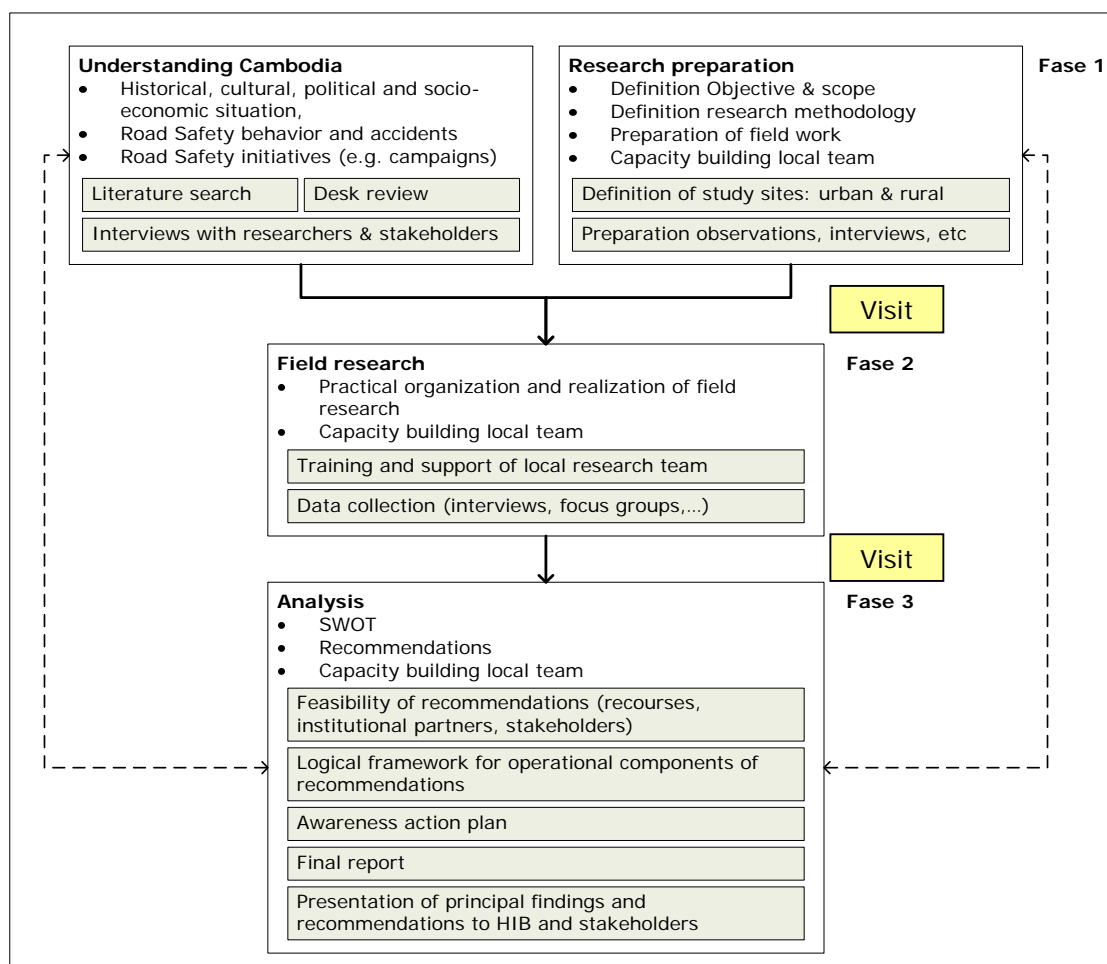 Understanding Cambodia
• Historical, cultural, political and socio-
economic situation,
• Road Safety behavior and accidents
• Road Safety initiatives (e.g. campaigns)
Literature search
Desk review
Interviews with researchers & stakeholders
Research preparation
• Definition Objective & scope
• Definition research methodology
• Preparation of field work
• Capacity building local team
Definition of study sites: urban & rural
Preparation observations, interviews, etc
Fase 1
Visit
Field research
• Practical organization and realization of field
research
• Capacity building local team
Training and support of local research team
Data collection (interviews, focus groups,...)
Fase 2
Visit
Analysis
• SWOT
• Recommendations
• Capacity building local team
Feasibility of recommendations (recourses,
institutional partners, stakeholders)
Logical framework for operational components of
recommendations
Awareness action plan
Final report
Presentation of principal findings and
recommendations to HIB and stakeholders
Fase 3